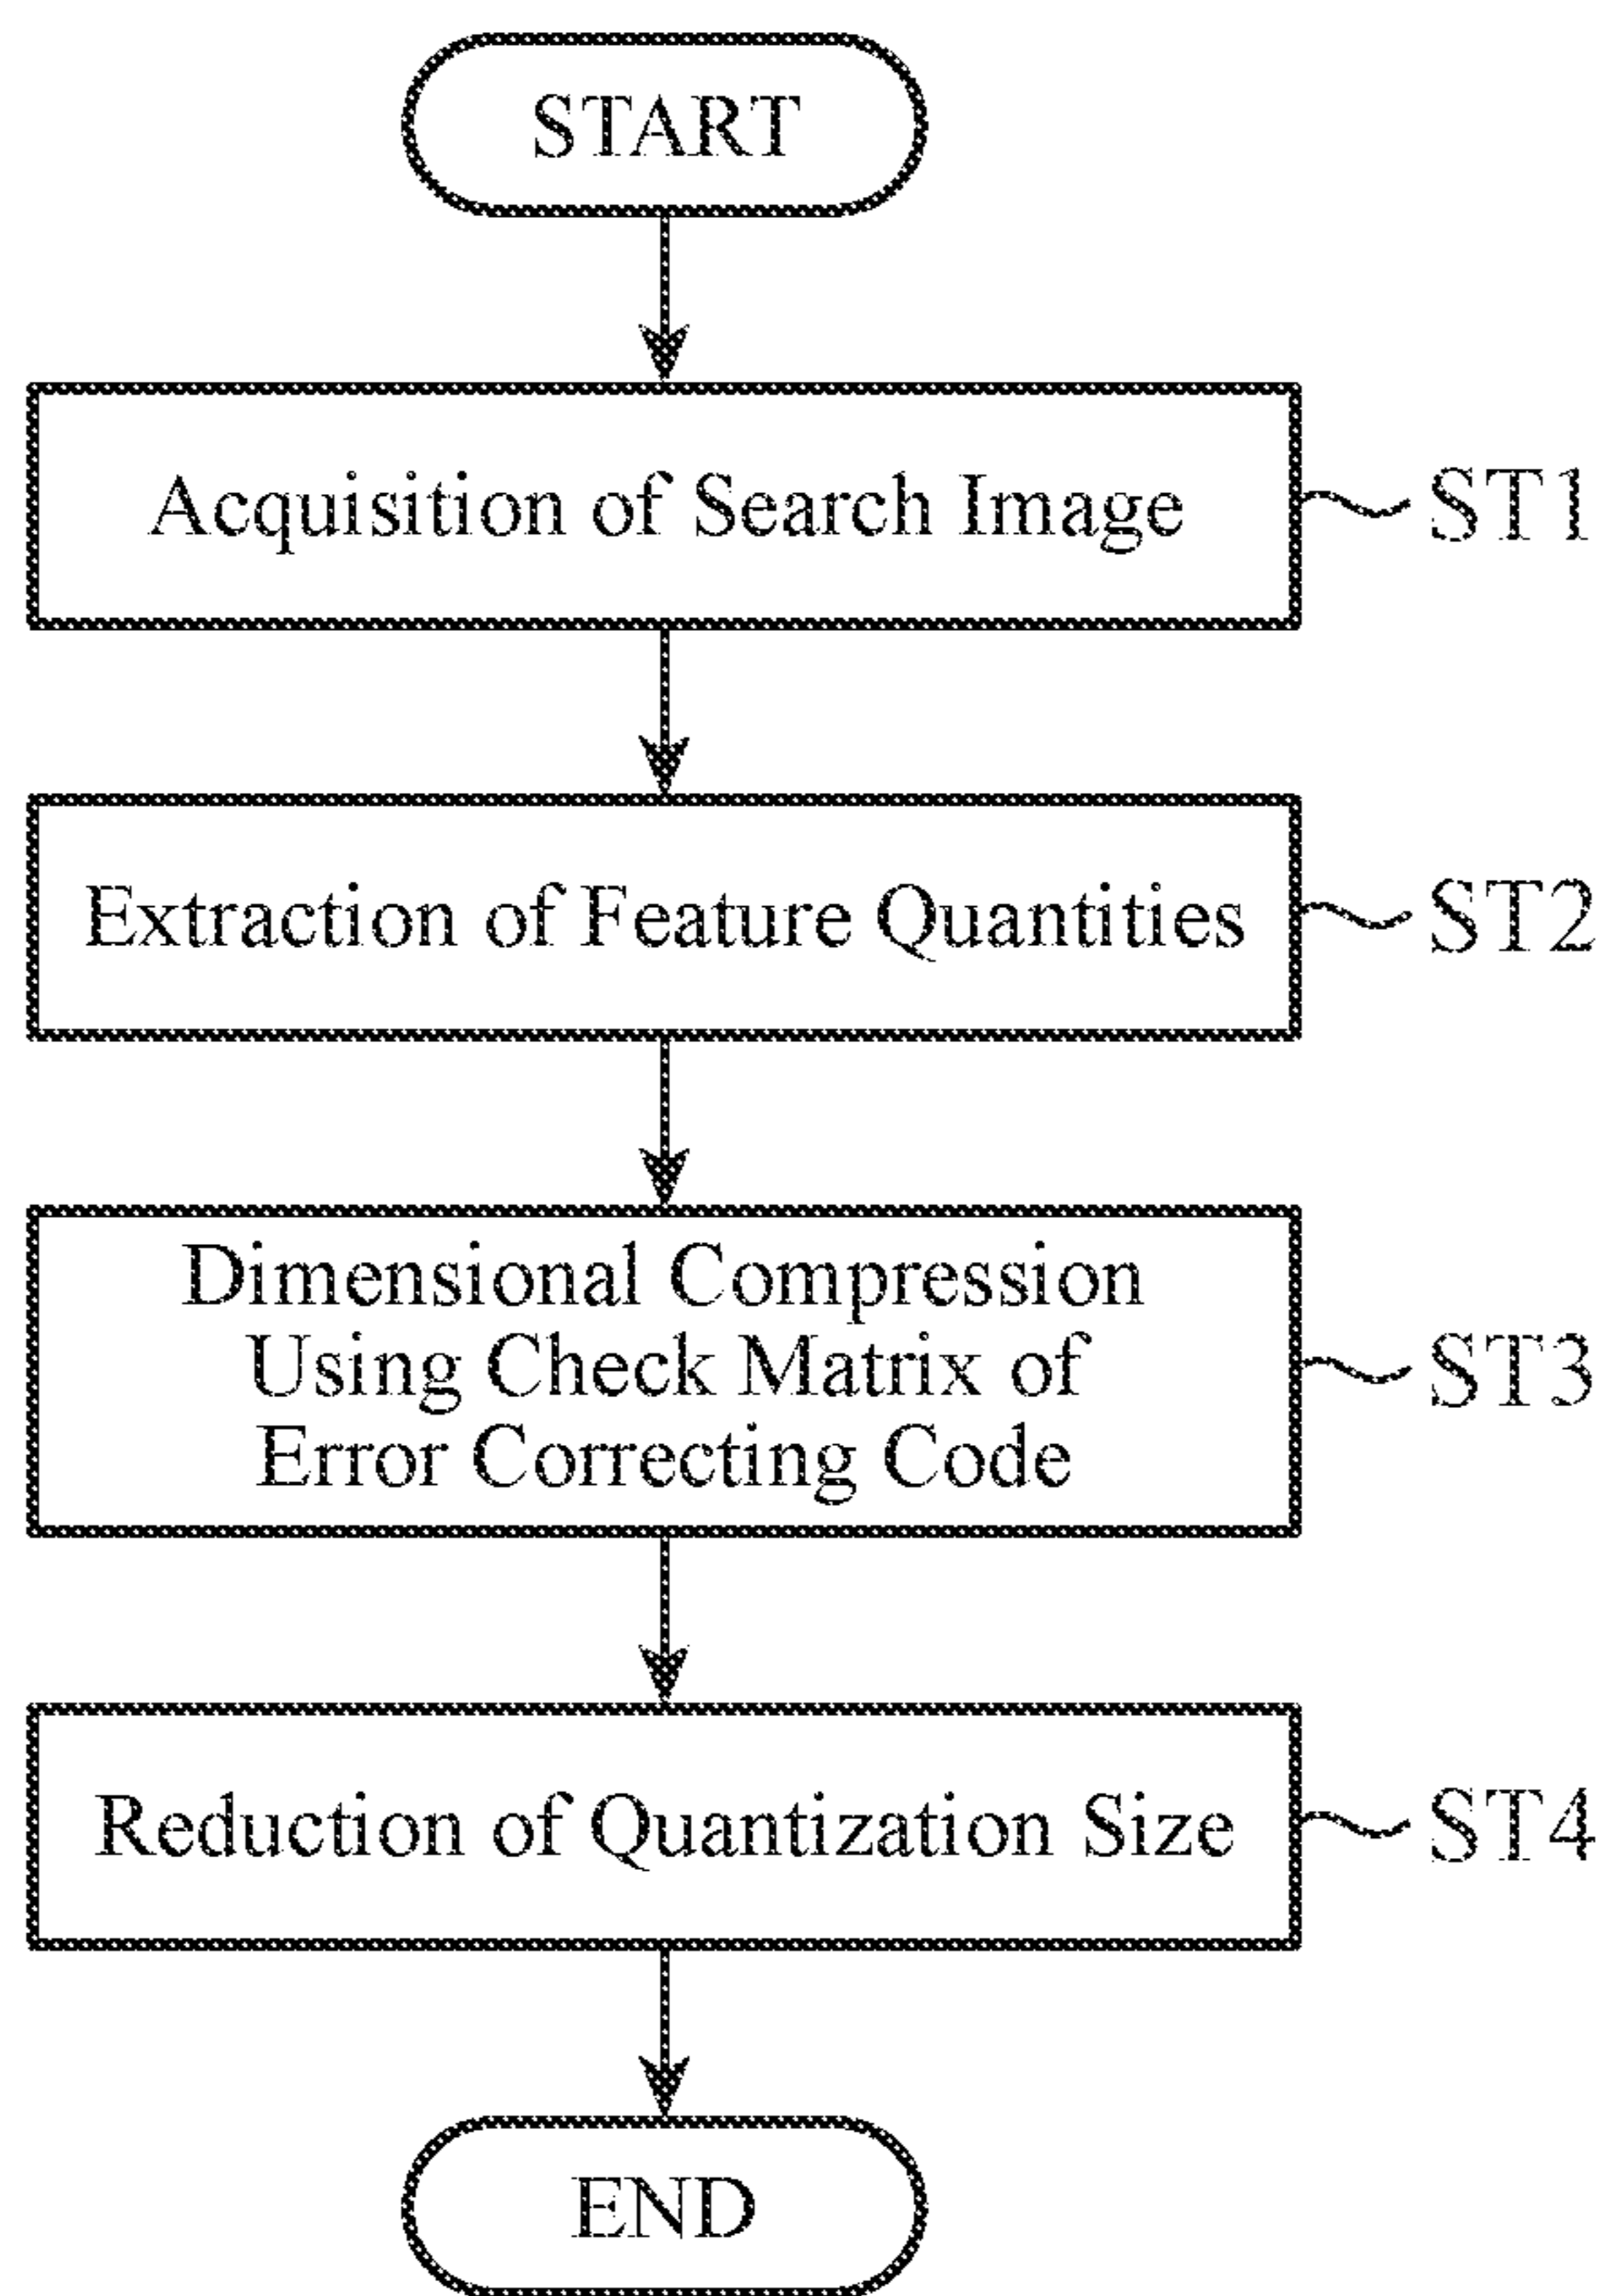 START
Acquisition of Search Image
ST1
Extraction of Feature Quantities
ST2
Dimensional Compression
Using Check Matrix of
Error Correcting Code
ST3
Reduction of Quantization Size
ST4
END